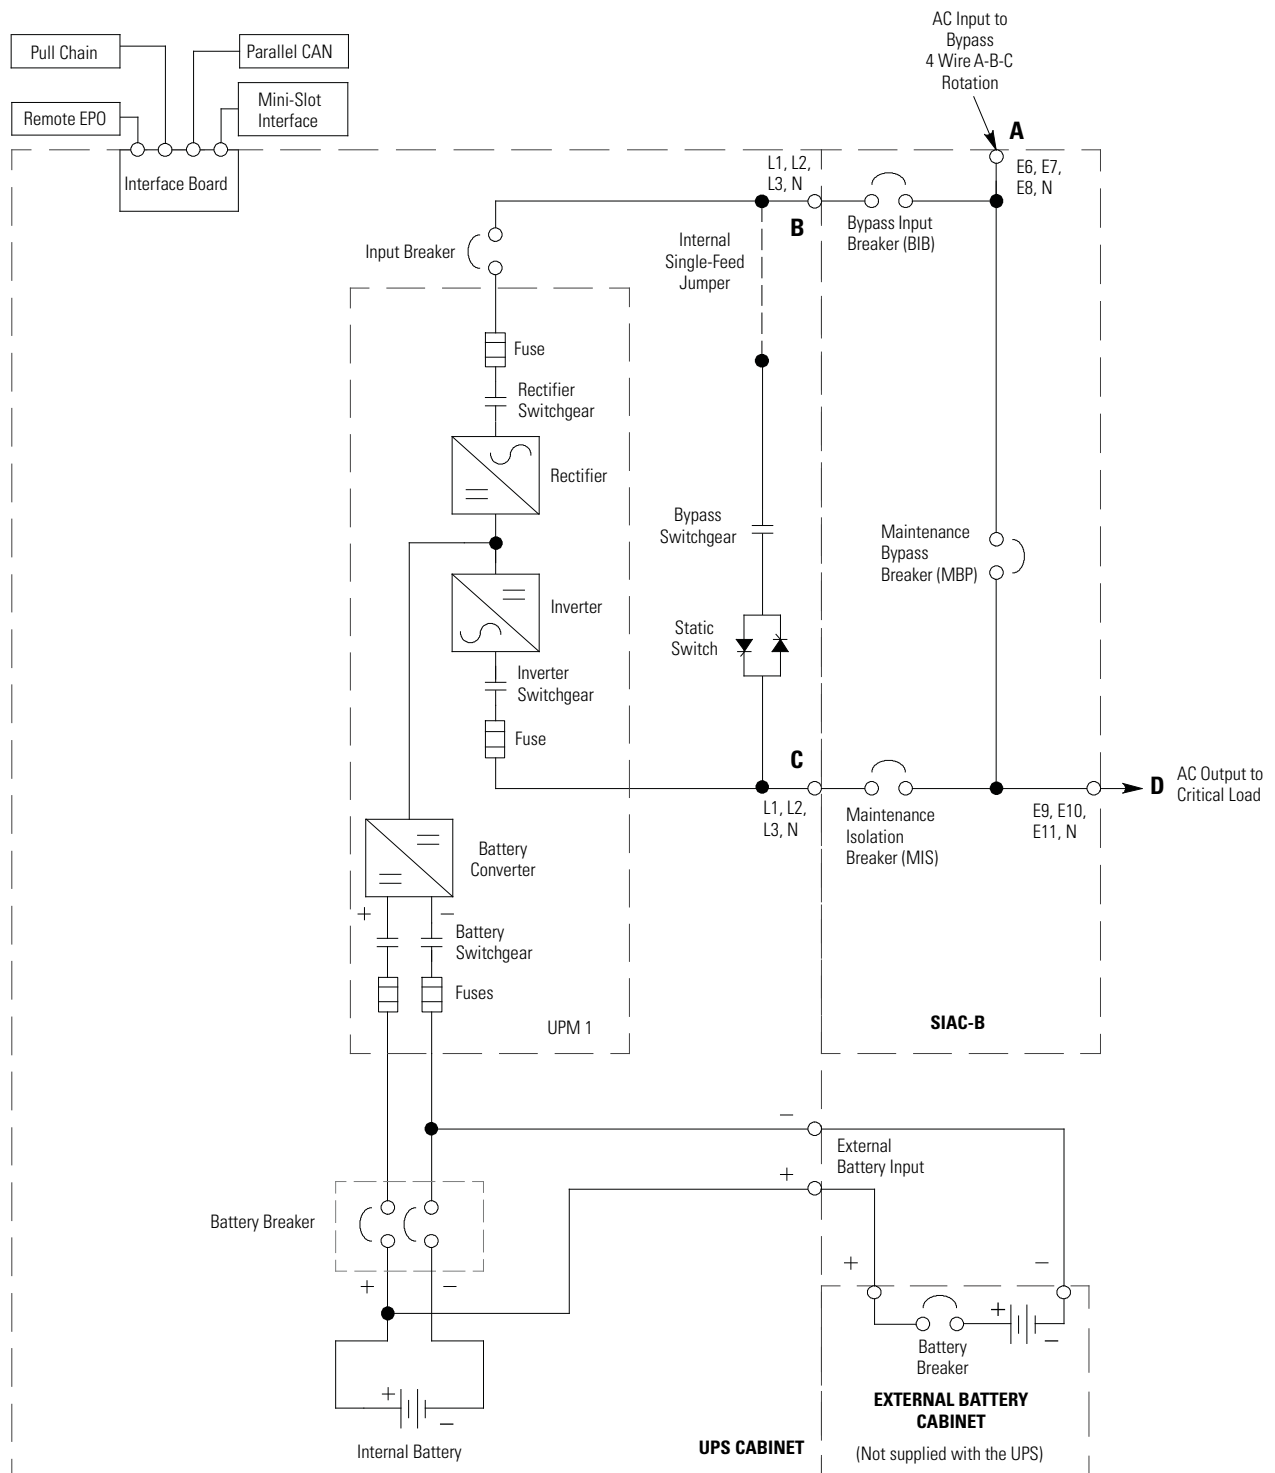 AC Input to
Bypass
4 Wire A-B-C
Rotation
Pull Chain
Parallel CAN
Remote EPO
Mini-Slot
Interface
Interface Board
A
E6, E7,
E8, N
L1, L2,
L3, N
B
Bypass Input
Breaker (BIB)
Input Breaker
Internal
Single-Feed
Jumper
Fuse
Rectifier
Switchgear
Rectifier
Bypass
Switchgear
Maintenance
Bypass
Breaker (MBP)
Inverter
Static
Switch
Inverter
Switchgear
Fuse
C
L1, L2,
L3, N
Maintenance
Isolation
Breaker (MIS)
E9, E10,
E11, N
D
AC Output to
Critical Load
Battery
Converter
+ −
Battery
Switchgear
Fuses
UPM 1
SIAC-B
−
External
Battery Input
+
Battery Breaker
+ −
+ −
+ −
Battery
Breaker
+ −
Internal Battery
UPS CABINET
EXTERNAL BATTERY
CABINET
(Not supplied with the UPS)